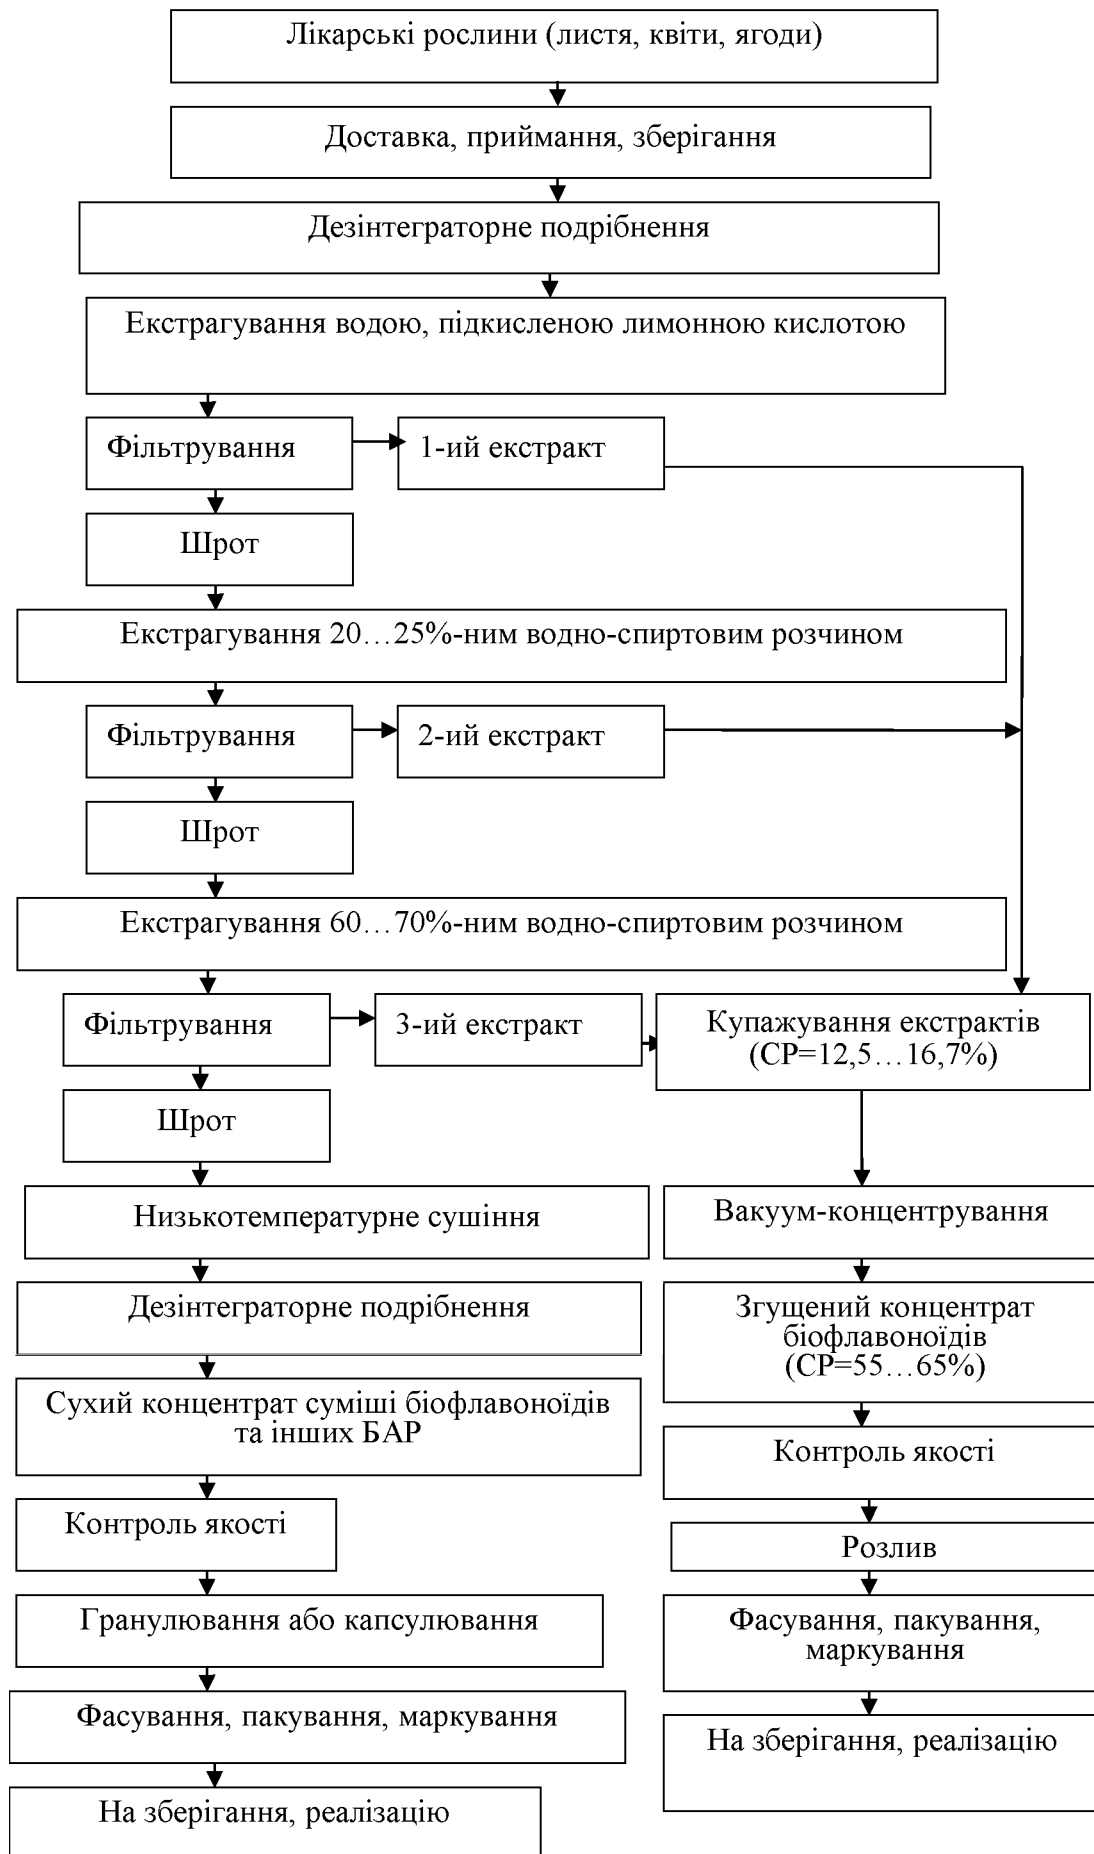 Лікарські рослини (листя, квіти, ягоди)
Доставка, приймання, зберігання
Дезінтеграторне подрібнення
Екстрагування водою, підкисленою лимонною кислотою
Фільтрування
1-ий екстракт
Шрот
Екстрагування 20…25%-ним водно-спиртовим розчином
Фільтрування
2-ий екстракт
Шрот
Екстрагування 60…70%-ним водно-спиртовим розчином
Фільтрування
3-ий екстракт
Купажування екстрактів
(СР=12,5…16,7%)
Шрот
Низькотемпературне сушіння
Вакуум-концентрування
Дезінтеграторне подрібнення
Згущений концентрат
біофлавоноїдів
(СР=55…65%)
Сухий концентрат суміші біофлавоноїдів
та інших БАР
Контроль якості
Контроль якості
Розлив
Гранулювання або капсулювання
Фасування, пакування,
маркування
Фасування, пакування, маркування
На зберігання, реалізацію
На зберігання, реалізацію